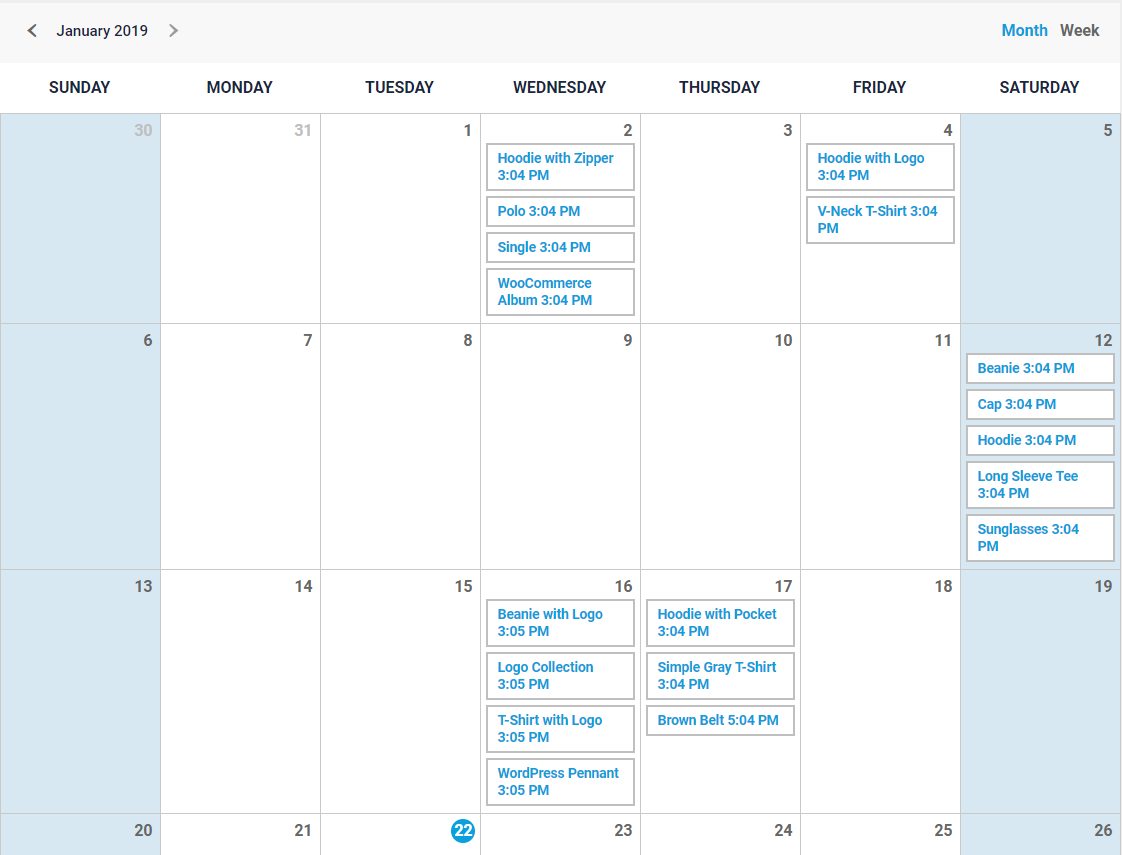 January 2019
Month Week
SUNDAY MONDAY TUESDAY WEDNESDAY THURSDAY FRIDAY SATURDAY
30 31 1 2 3 4 5
Hoodie with Zipper
3:04 PM
Polo 3:04 PM
Single 3:04 PM
WooCommerce
Album 3:04 PM
Hoodie with Logo
3:04 PM
V-Neck T-Shirt 3:04
PM
6 7 8 9 10 11 12
Beanie 3:04 PM
Cap 3:04 PM
Hoodie 3:04 PM
Long Sleeve Tee
3:04 PM
Sunglasses 3:04
PM
13 14 15 16 17 18 19
Beanie with Logo
3:05 PM
Logo Collection
3:05 PM
T-Shirt with Logo
3:05 PM
WordPress Pennant
3:05 PM
Hoodie with Pocket
3:04 PM
Simple Gray T-Shirt
3:04 PM
Brown Belt 5:04 PM
20 21 22 23 24 25 26